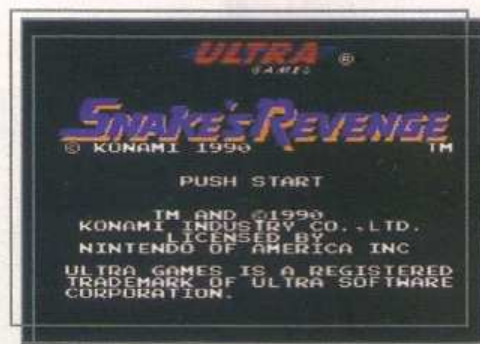 ULTRA ®
GAMES
SNAKE'S REVENGE
© KONAMI 1990 TM
PUSH START
TM AND ©1990
KONAMI INDUSTRY CO.,LTD.
LICENSED BY
NINTENDO OF AMERICA INC
ULTRA GAMES IS A REGISTERED
TRADEMARK OF ULTRA SOFTWARE
CORPORATION.